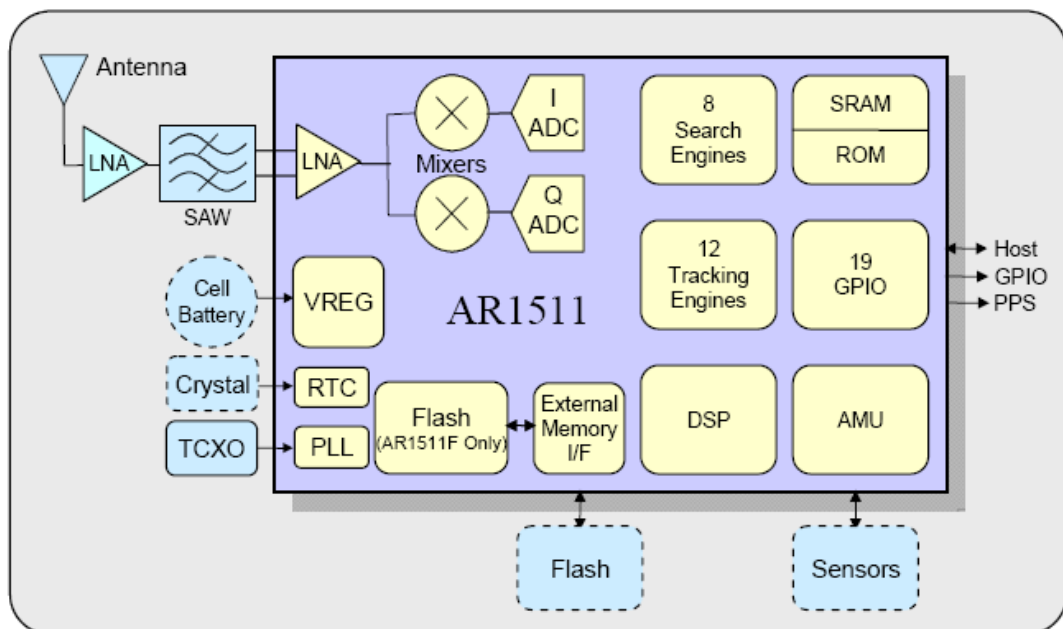 Antenna
LNA
SAW
LNA
Mixers
I
ADC
Q
ADC
8
Search
Engines
SRAM
ROM
12
Tracking
Engines
19
GPIO
Host
GPIO
PPS
Cell
Battery
VREG
AR1511
Crystal
RTC
TCXO
PLL
Flash
(AR1511F Only)
External
Memory
I/F
DSP
AMU
Flash
Sensors